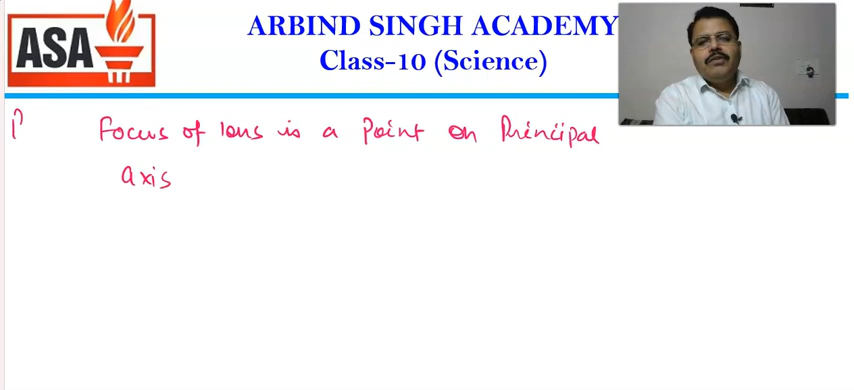 ASA
ARBIND SINGH ACADEMY
Class-10 (Science)
Focus of lens is a Point on Principal
axis